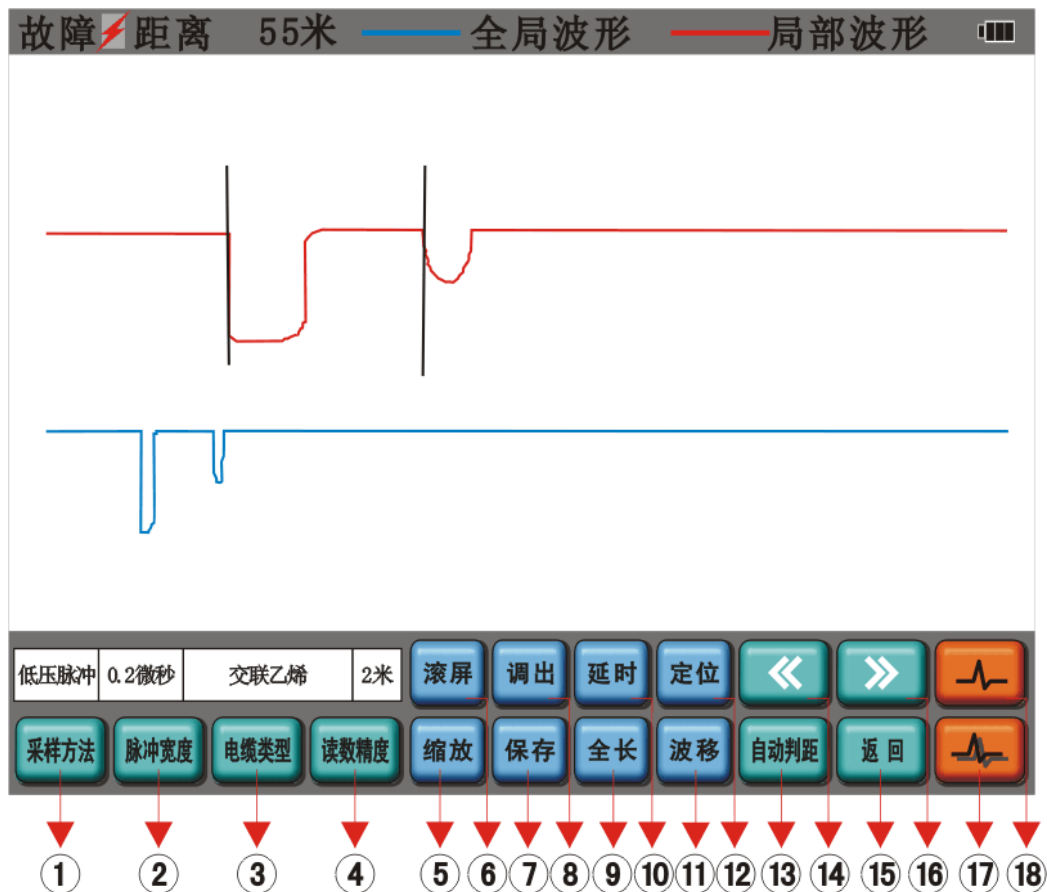 故障距离 55米 全局波形 局部波形
低压脉冲 0.2微秒 交联乙烯 2米 滚屏 调出 延时 定位
采样方法 脉冲宽度 电缆类型 读数精度 缩放 保存 全长 波移 自动判距 返回
① ② ③ ④ ⑤ ⑥ ⑦ ⑧ ⑨ ⑩ ⑪ ⑫ ⑬ ⑭ ⑮ ⑯ ⑰ ⑱